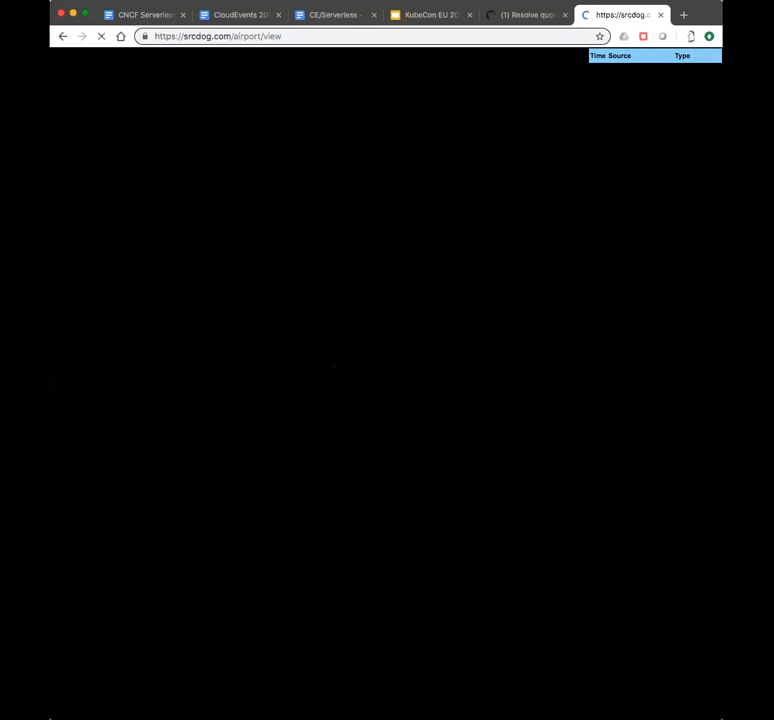 CNCF Serverless
CloudEvents 201
CE/Serverless -
KubeCon EU 20
(1) Resolve quo
https://srcdog.c
https://srcdog.com/airport/view
Time Source Type